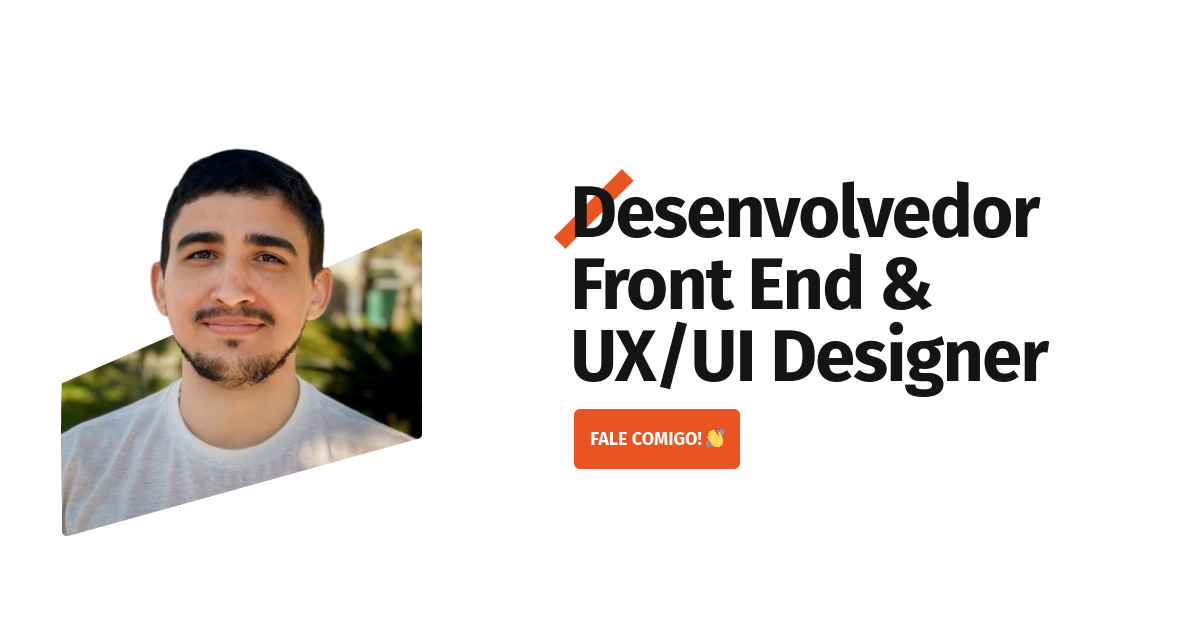 Desenvolvedor
Front End &
UX/UI Designer
FALE COMIGO! 👋